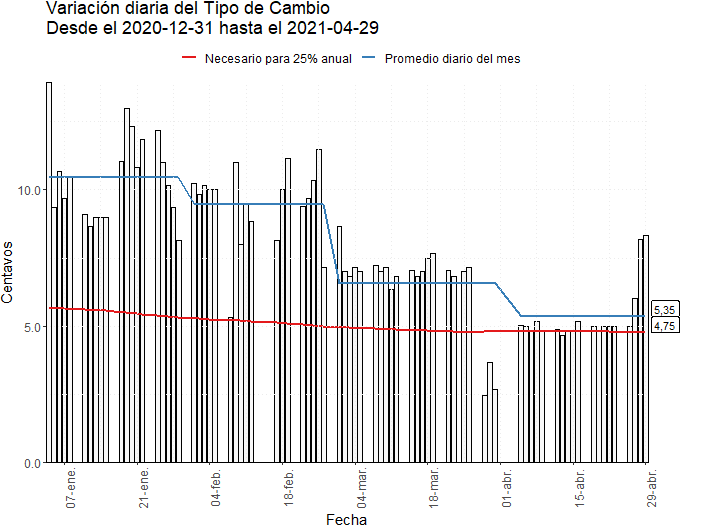 Variación diaria del Tipo de Cambio
Desde el 2020-12-31 hasta el 2021-04-29
Necesario para 25% anual
Promedio diario del mes
Centavos
10.0
5.0
0.0
5,35
4,75
07-ene.
21-ene.
04-feb.
18-feb.
04-mar.
18-mar.
01-abr.
15-abr.
29-abr.
Fecha